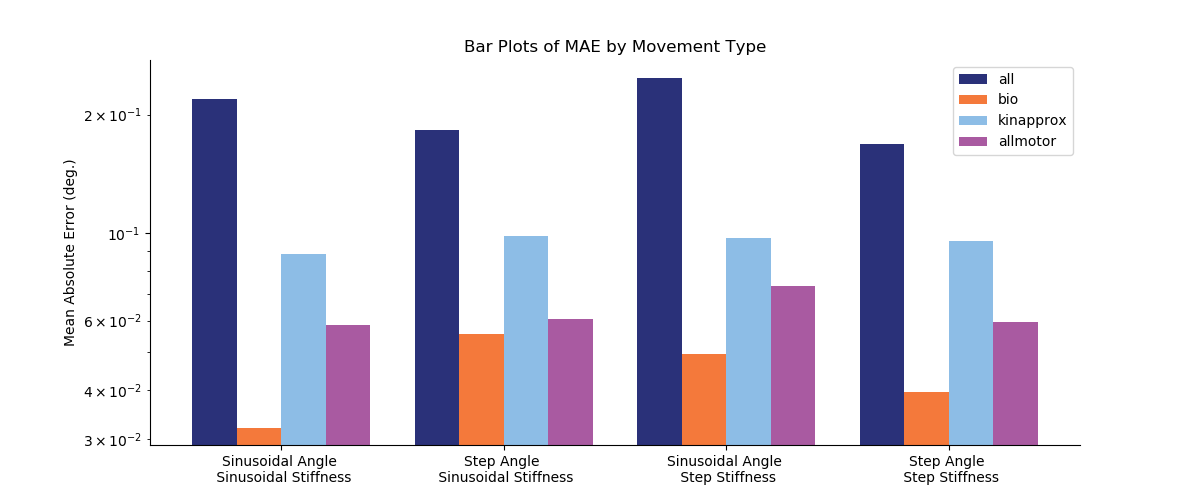 Bar Plots of MAE by Movement Type
all
bio
kinapprox
allmotor
Mean Absolute Error (deg.)
2 × 10⁻¹
10⁻¹
6 × 10⁻²
4 × 10⁻²
3 × 10⁻²
Sinusoidal Angle
Sinusoidal Stiffness
Step Angle
Sinusoidal Stiffness
Sinusoidal Angle
Step Stiffness
Step Angle
Step Stiffness